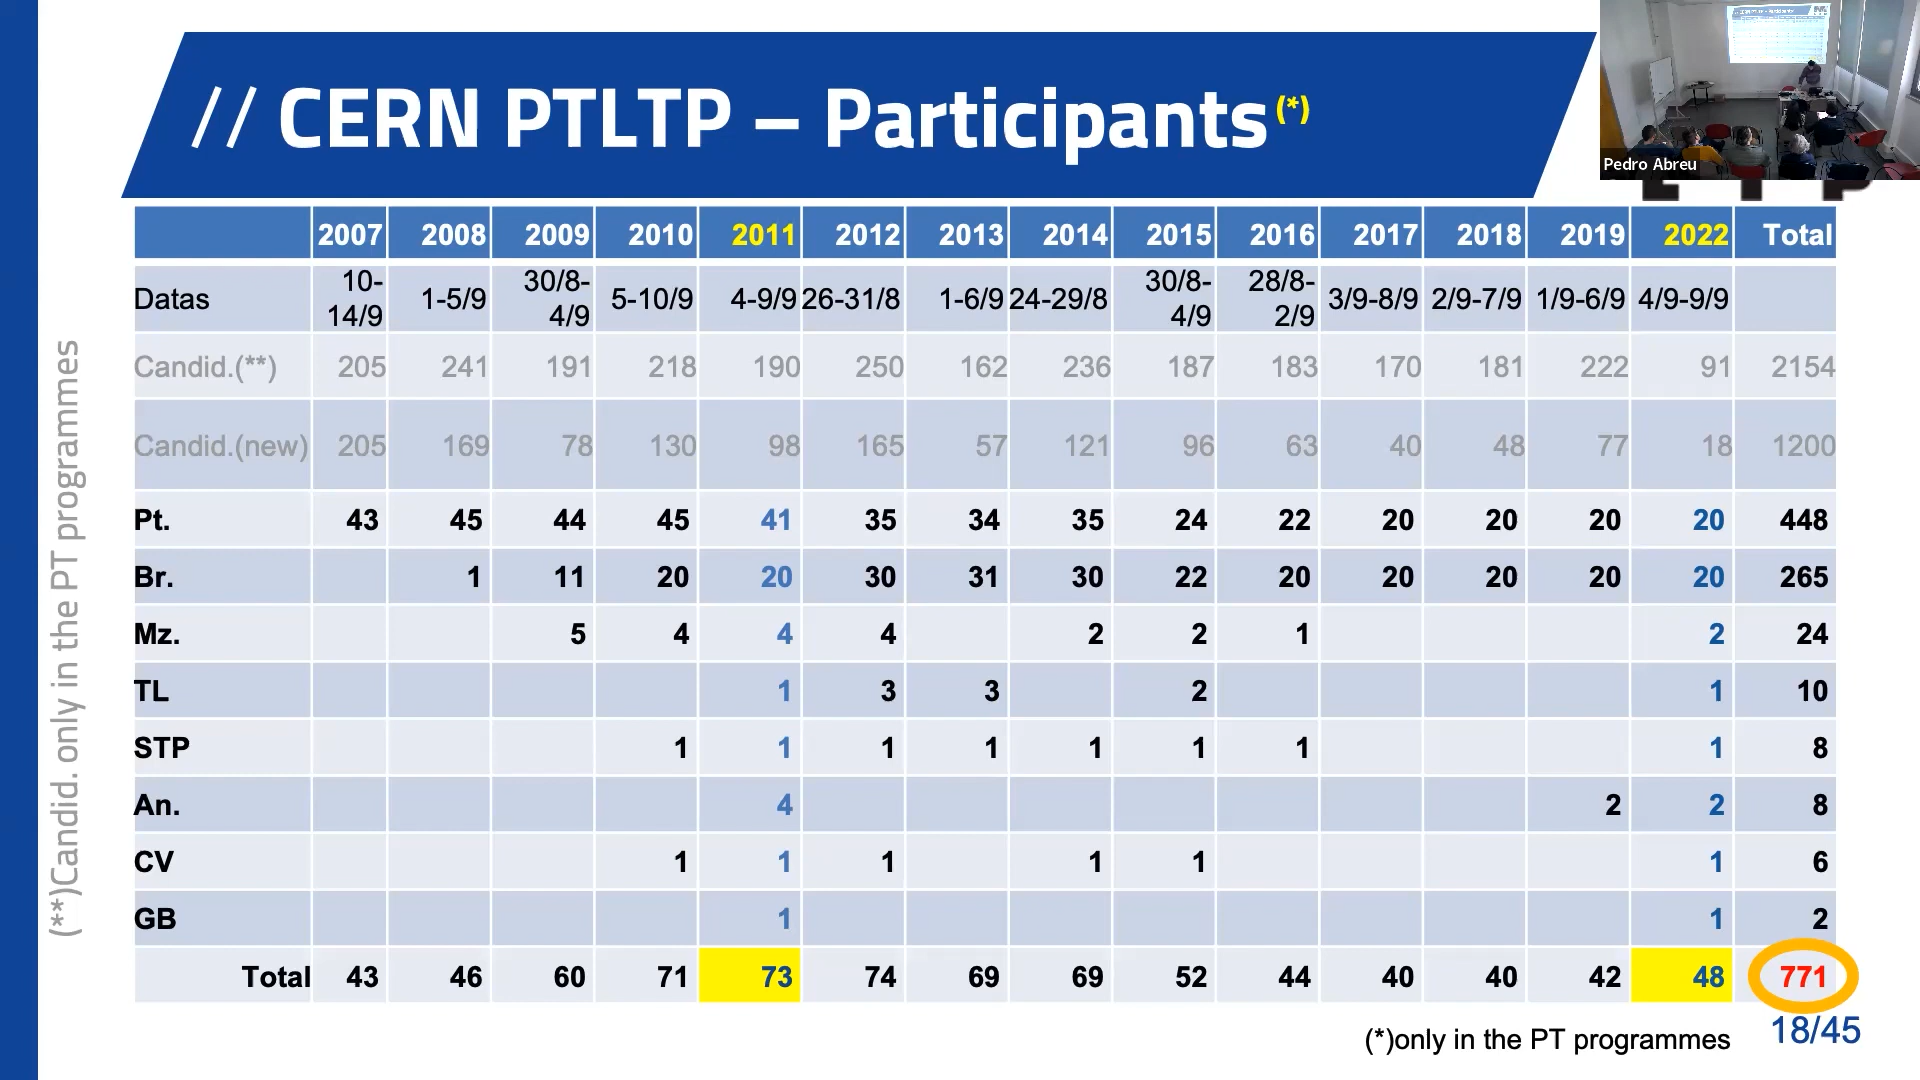 // CERN PTLTP – Participants(*)
Pedro Abreu
2007 2008 2009 2010 2011 2012 2013 2014 2015 2016 2017 2018 2019 2022 Total
Datas 10-14/9 1-5/9 30/8-4/9 5-10/9 4-9/9 26-31/8 1-6/9 24-29/8 30/8-4/9 28/8-2/9 3/9-8/9 2/9-7/9 1/9-6/9 4/9-9/9
Candid.(**) 205 241 191 218 190 250 162 236 187 183 170 181 222 91 2154
Candid.(new) 205 169 78 130 98 165 57 121 96 63 40 48 77 18 1200
Pt. 43 45 44 45 41 35 34 35 24 22 20 20 20 20 448
Br. 1 11 20 20 30 31 30 22 20 20 20 20 20 265
Mz. 5 4 4 4 2 2 1 2 24
TL 1 3 3 2 1 10
STP 1 1 1 1 1 1 1 1 8
An. 4 2 2 8
CV 1 1 1 1 1 1 6
GB 1 1 2
Total 43 46 60 71 73 74 69 69 52 44 40 40 42 48 771
(**)Candid. only in the PT programmes
(*)only in the PT programmes
18/45